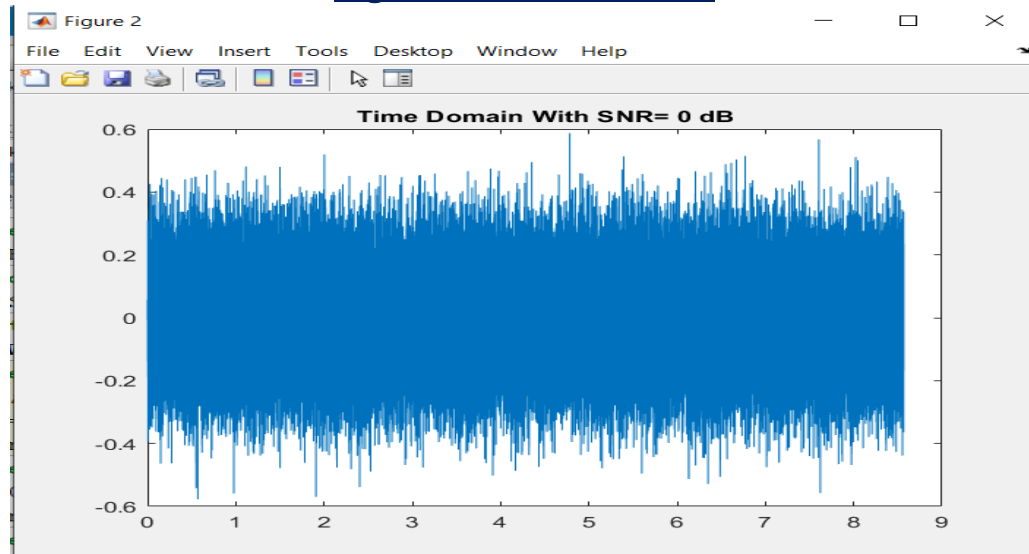 Figure 2
File Edit View Insert Tools Desktop Window Help
Time Domain With SNR= 0 dB
0.6
0.4
0.2
0
-0.2
-0.4
-0.6
0 1 2 3 4 5 6 7 8 9